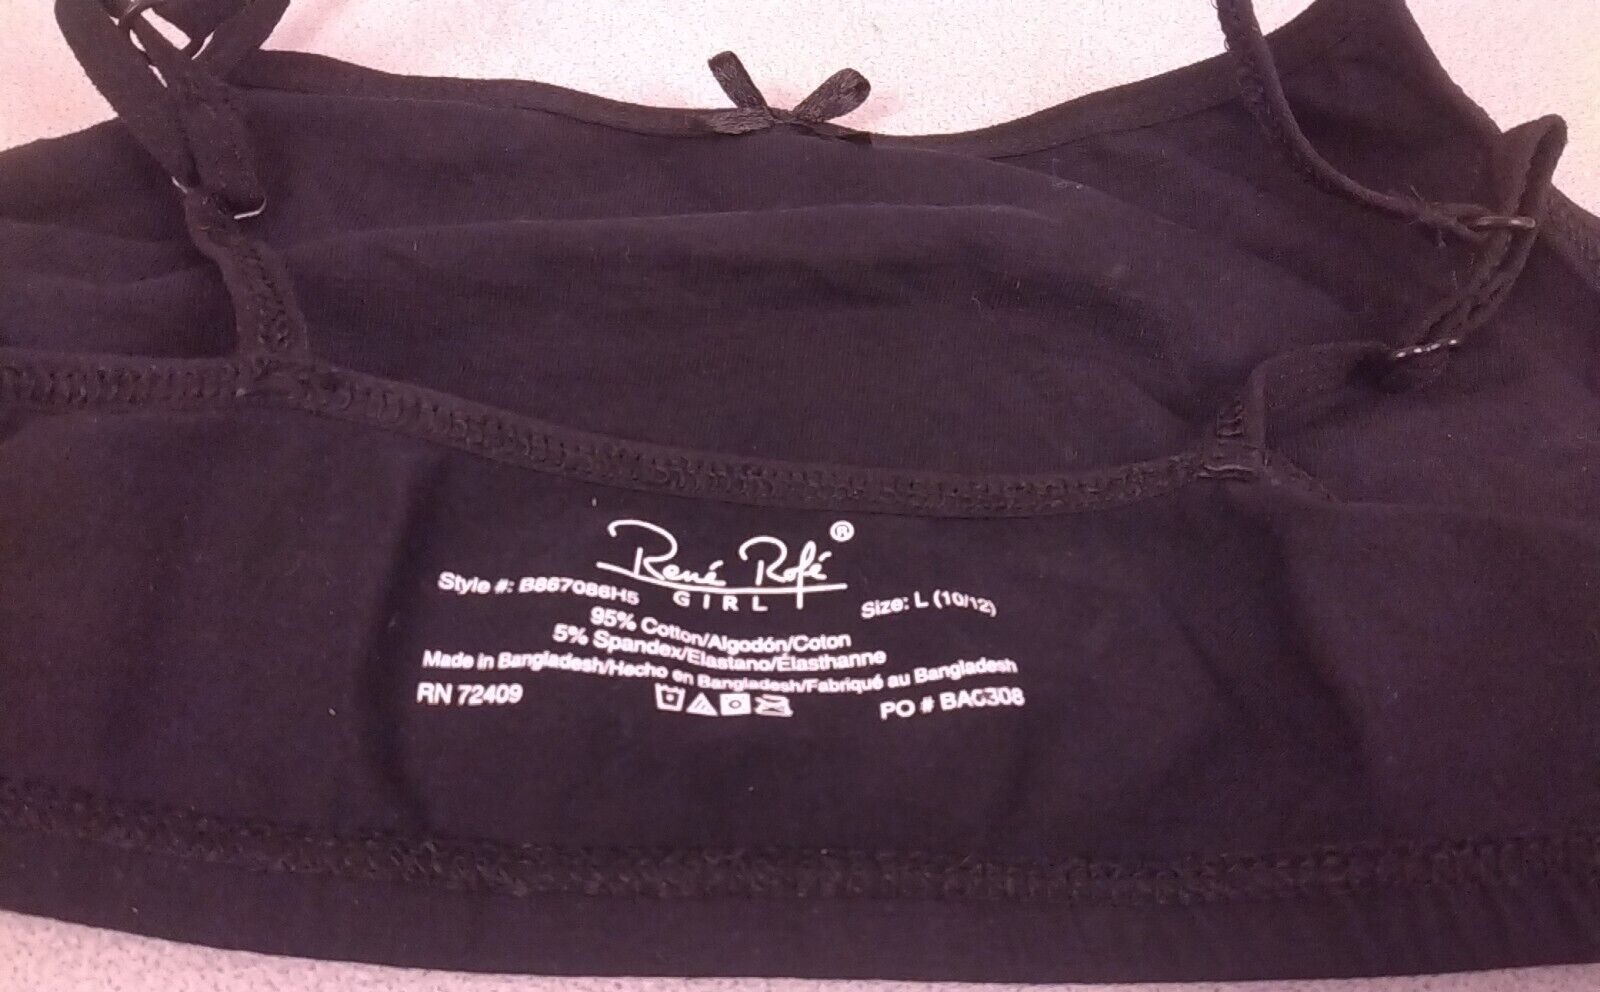 René Rofé ®
GIRL
Style #: B867086H5
Size: L (10/12)
95% Cotton/Algodón/Coton
5% Spandex/Elastano/Élasthanne
Made in Bangladesh/Hecho en Bangladesh/Fabriqué au Bangladesh
RN 72409
PO #